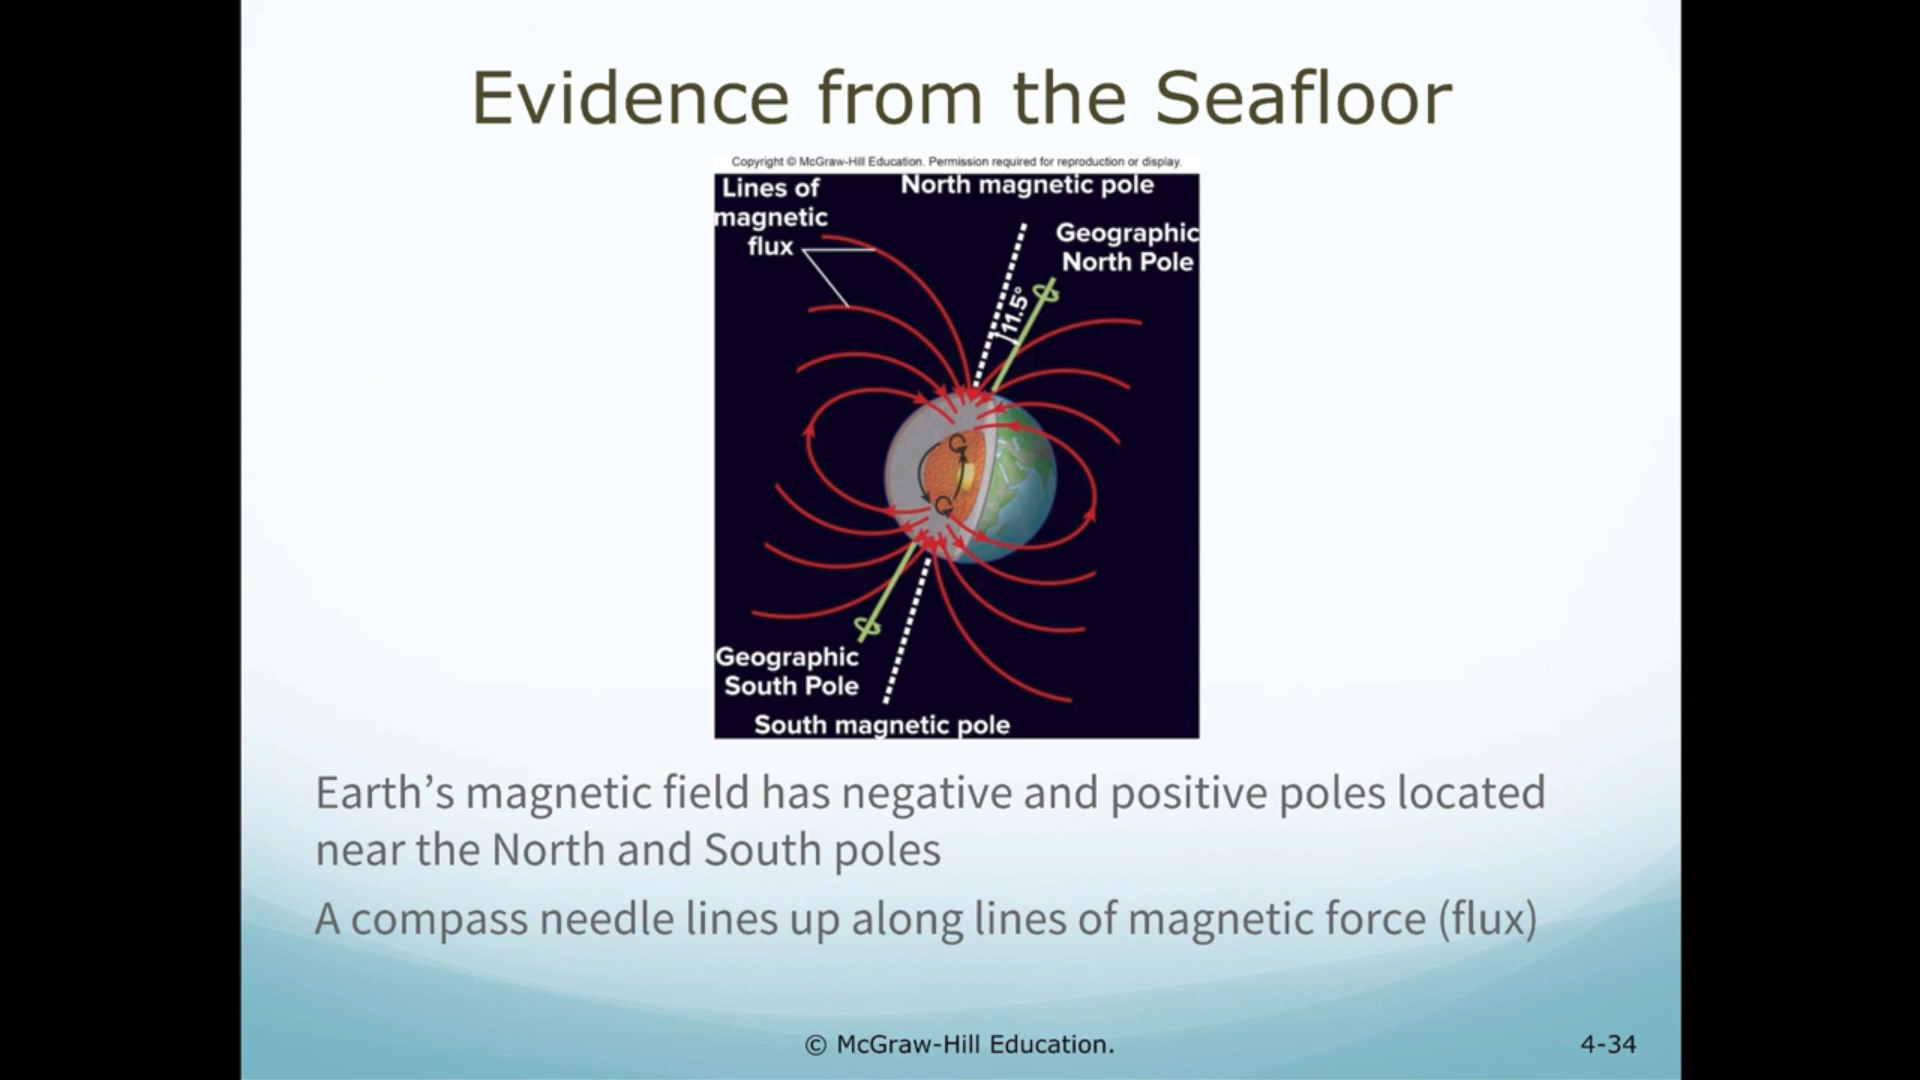 Evidence from the Seafloor
Copyright © McGraw-Hill Education. Permission required for reproduction or display.
Lines of
magnetic
flux
North magnetic pole
Geographic
North Pole
11.5°
Geographic
South Pole
South magnetic pole
Earth’s magnetic field has negative and positive poles located
near the North and South poles
A compass needle lines up along lines of magnetic force (flux)
© McGraw-Hill Education.
4-34